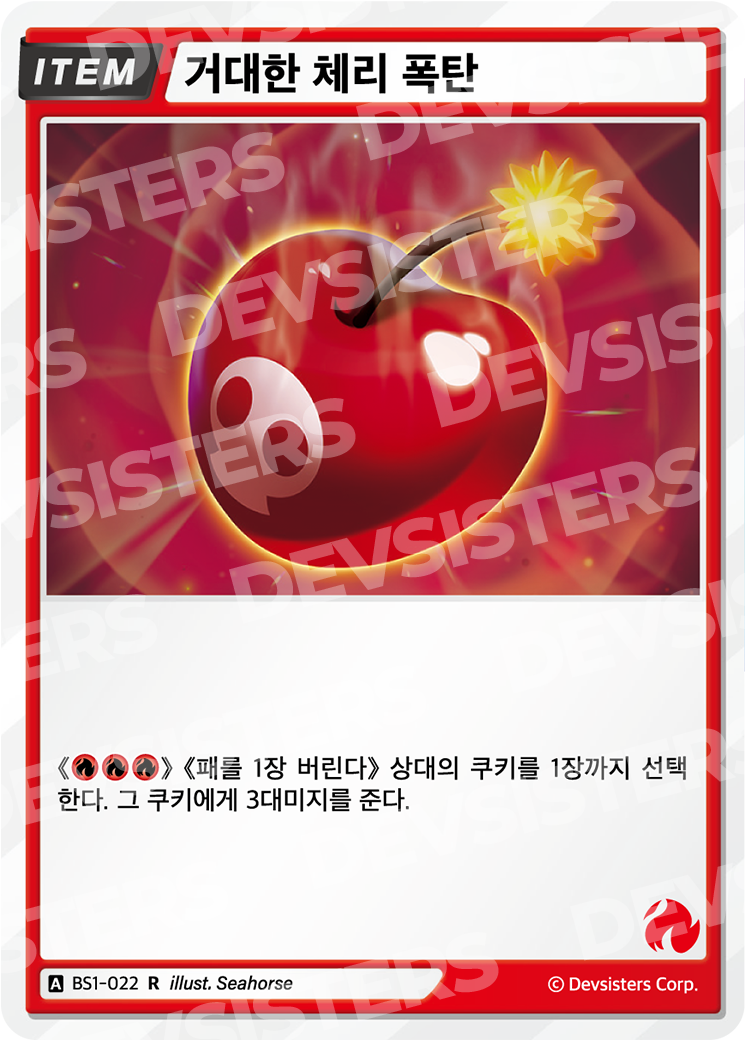 ITEM 거대한 체리 폭탄
《》《패를 1장 버린다》 상대의 쿠키를 1장까지 선택
한다. 그 쿠키에게 3대미지를 준다.
A BS1-022 R illust. Seahorse
© Devsisters Corp.
DEVSISTERS